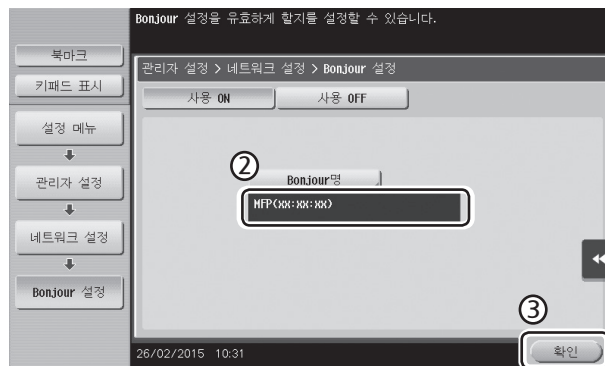 Bonjour 설정을 유효하게 할지를 설정할 수 있습니다.
북마크
키패드 표시
설정 메뉴
관리자 설정
네트워크 설정
Bonjour 설정
관리자 설정 > 네트워크 설정 > Bonjour 설정
사용 ON
사용 OFF
②
Bonjour명
MFP(xx:xx:xx)
③
26/02/2015 10:31
확인